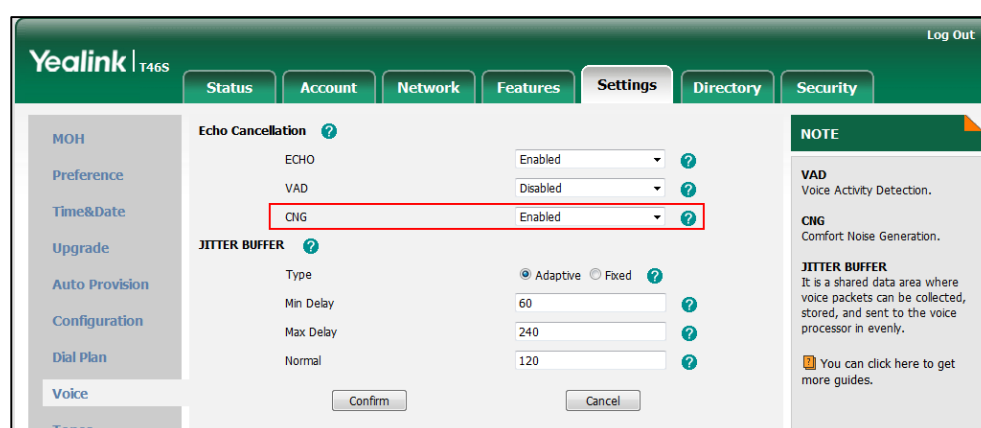 Log Out
Yealink | T46S
Status Account Network Features Settings Directory Security
MOH
Preference
Time&Date
Upgrade
Auto Provision
Configuration
Dial Plan
Voice
Echo Cancellation ?
ECHO Enabled ?
VAD Disabled ?
CNG Enabled ?
JITTER BUFFER ?
Type Adaptive Fixed ?
Min Delay 60 ?
Max Delay 240 ?
Normal 120 ?
Confirm Cancel
NOTE
VAD
Voice Activity Detection.
CNG
Comfort Noise Generation.
JITTER BUFFER
It is a shared data area where
voice packets can be collected,
stored, and sent to the voice
processor in evenly.
? You can click here to get
more guides.